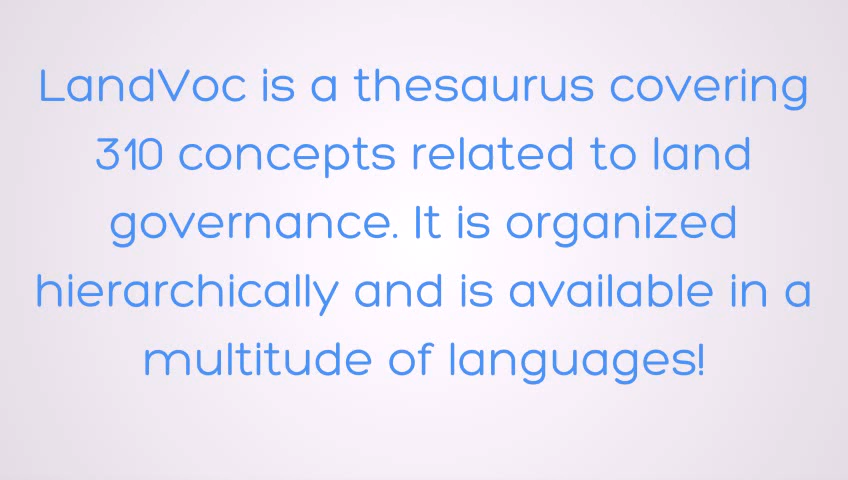 LandVoc is a thesaurus covering
310 concepts related to land
governance. It is organized
hierarchically and is available in a
multitude of languages!